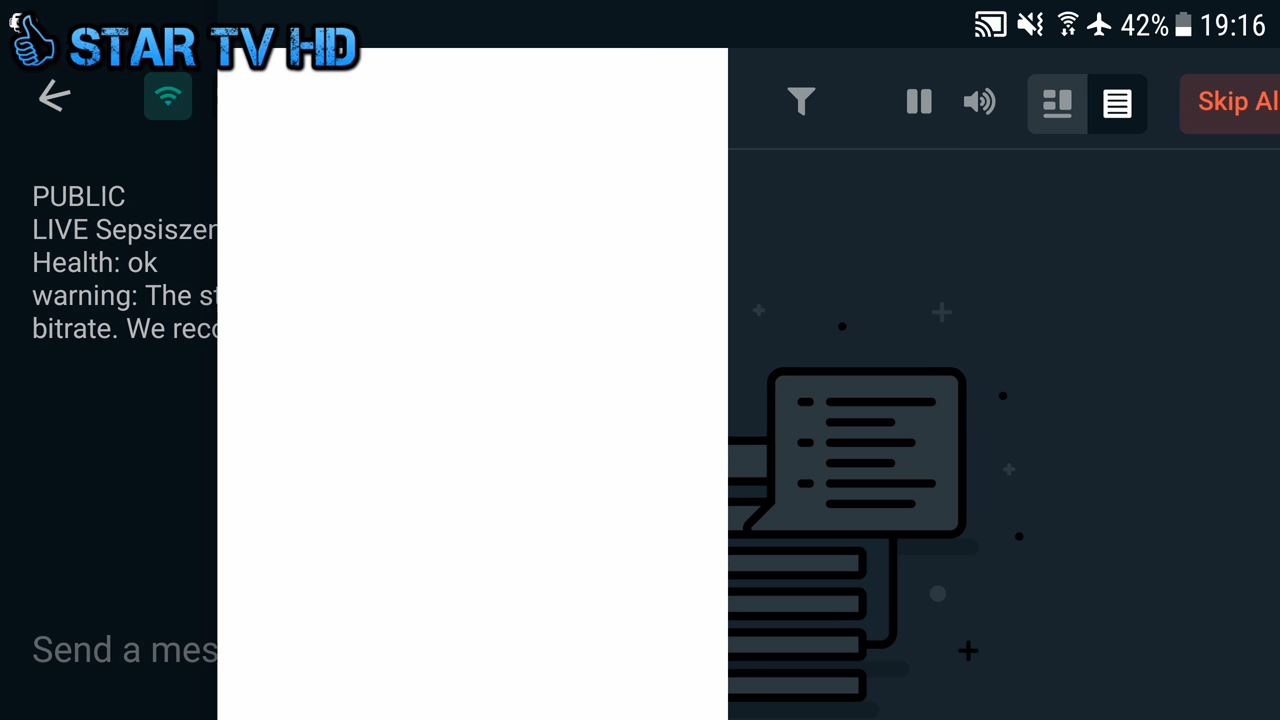 STAR TV HD
42% 19:16
Skip Al
PUBLIC
LIVE Sepsiszen
Health: ok
warning: The st
bitrate. We reco
Send a mes